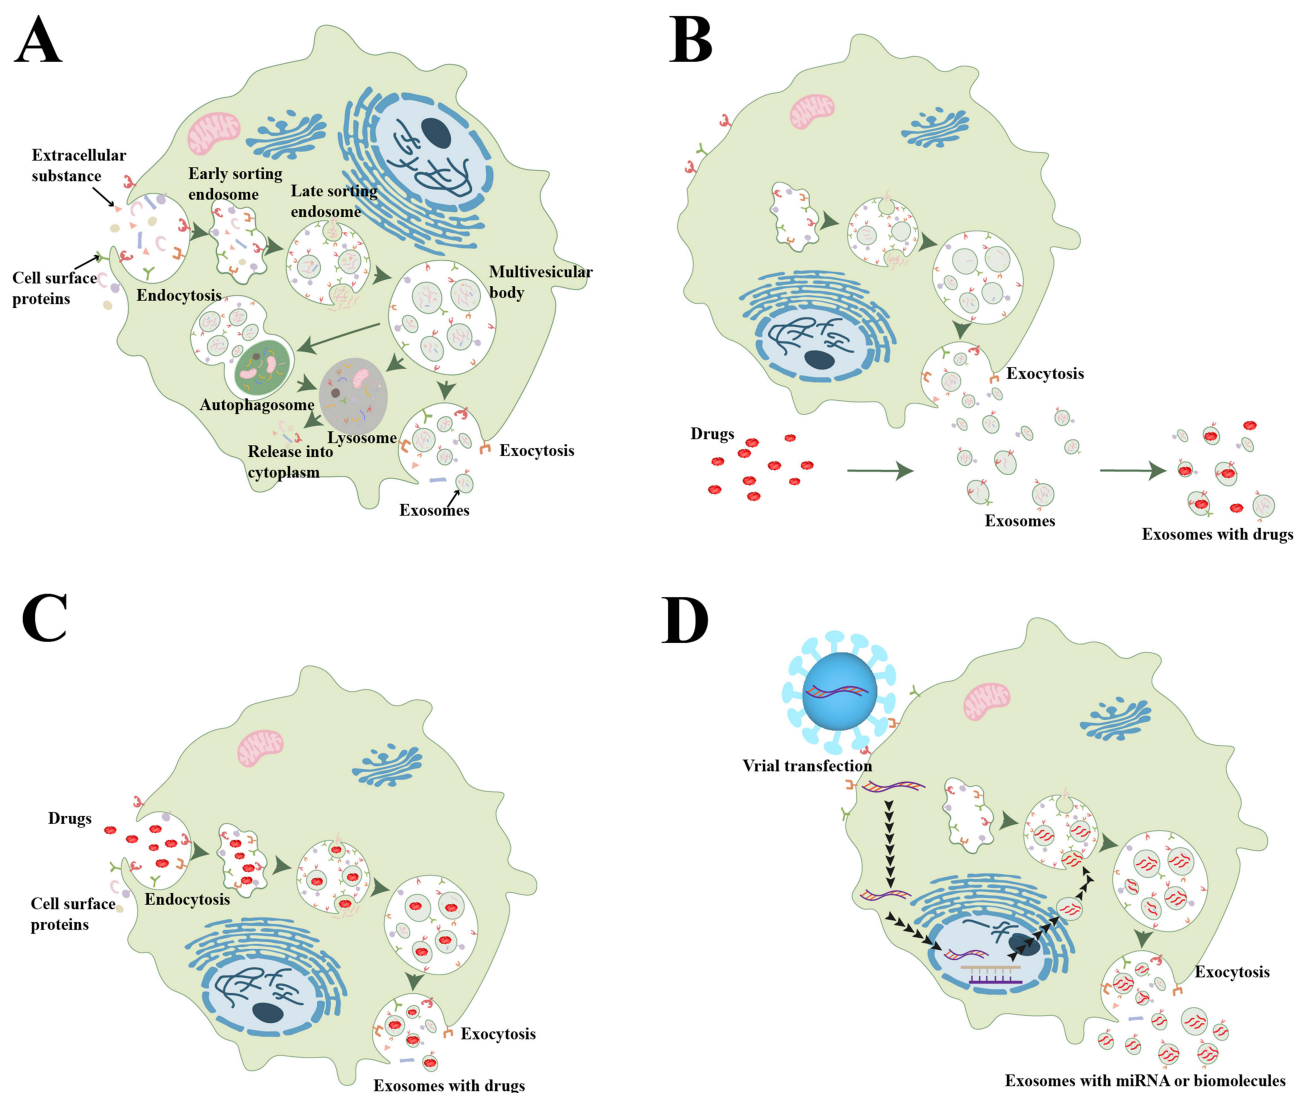 A
Extracellular
substance
Early sorting
endosome
Late sorting
endosome
Cell surface
proteins
Endocytosis
Multivesicular
body
Autophagosome
Lysosome
Release into
cytoplasm
Exocytosis
Exosomes
B
Exocytosis
Drugs
Exosomes
Exosomes with drugs
C
Drugs
Cell surface
proteins
Endocytosis
Exocytosis
Exosomes with drugs
D
Vrial transfection
Exocytosis
Exosomes with miRNA or biomolecules